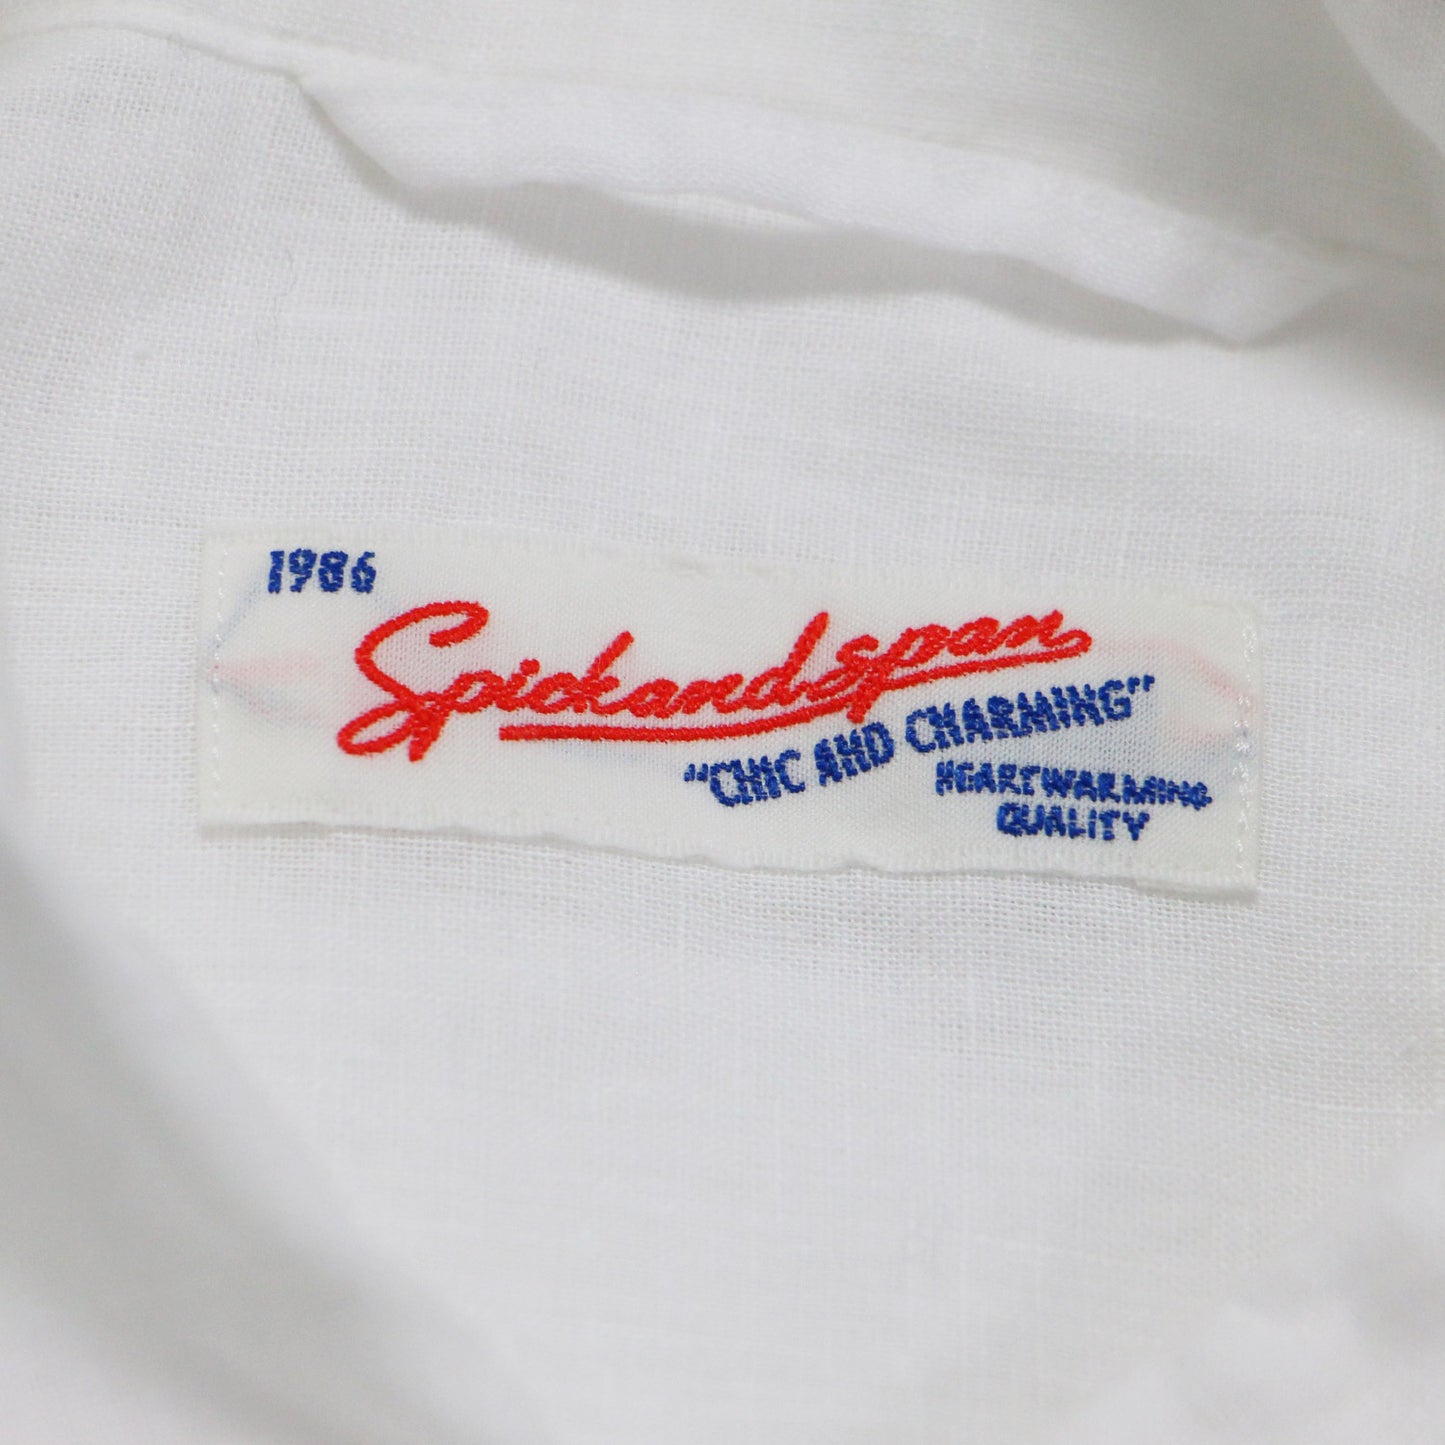 1986
Spickandspan
"CHIC AND CHARMING"
HEARTWARMING
QUALITY